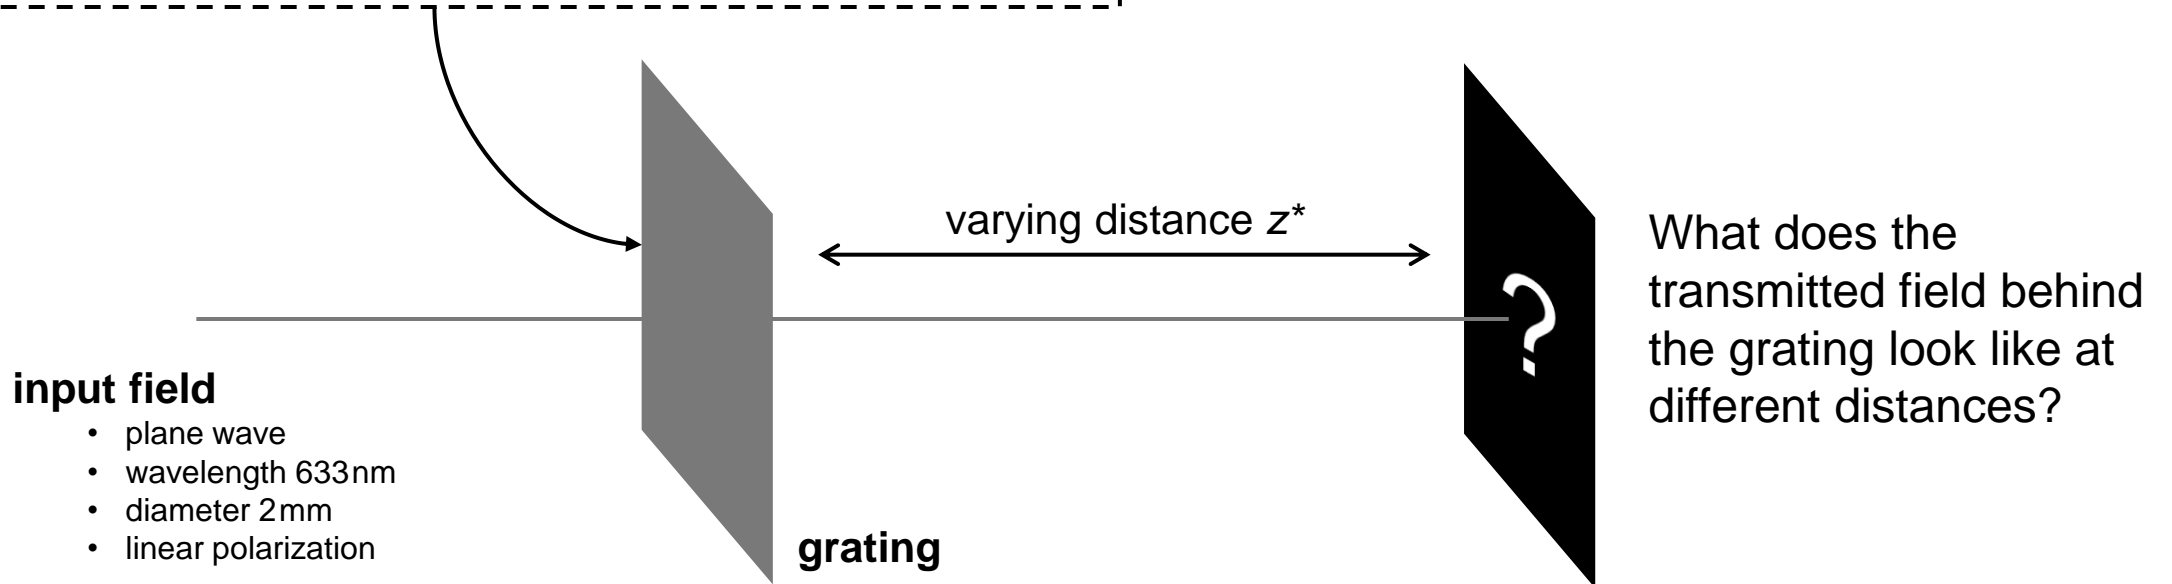 varying distance z*
?
What does the
transmitted field behind
the grating look like at
different distances?
input field
• plane wave
• wavelength 633nm
• diameter 2mm
• linear polarization
grating